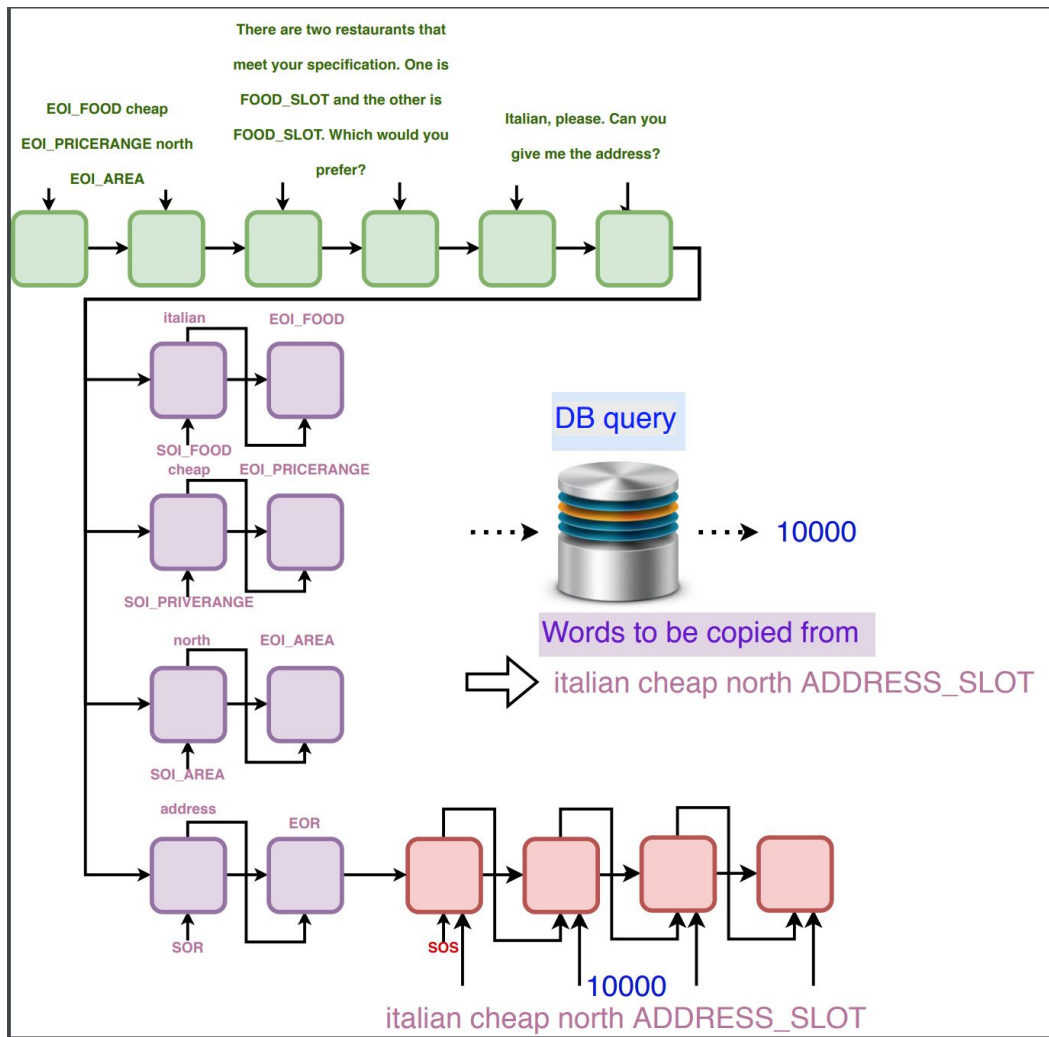 There are two restaurants that
meet your specification. One is
FOOD_SLOT and the other is
FOOD_SLOT. Which would you
prefer?
EOI_FOOD cheap
EOI_PRICERANGE north
EOI_AREA
Italian, please. Can you
give me the address?
italian
EOI_FOOD
SOI_FOOD
cheap
EOI_PRICERANGE
SOI_PRIVERANGE
north
EOI_AREA
SOI_AREA
address
EOR
SOR
DB query
10000
Words to be copied from
italian cheap north ADDRESS_SLOT
SOS
10000
italian cheap north ADDRESS_SLOT